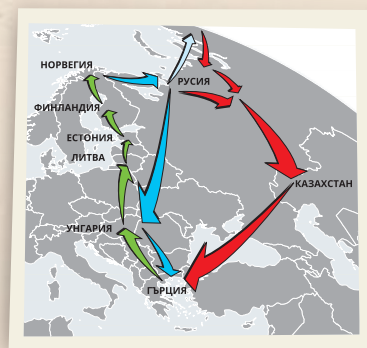 НОРВЕГИЯ
РУСИЯ
ФИНЛАНДИЯ
ЕСТОНИЯ
ЛИТВА
КАЗАХСТАН
УНГАРИЯ
ГЪРЦИЯ